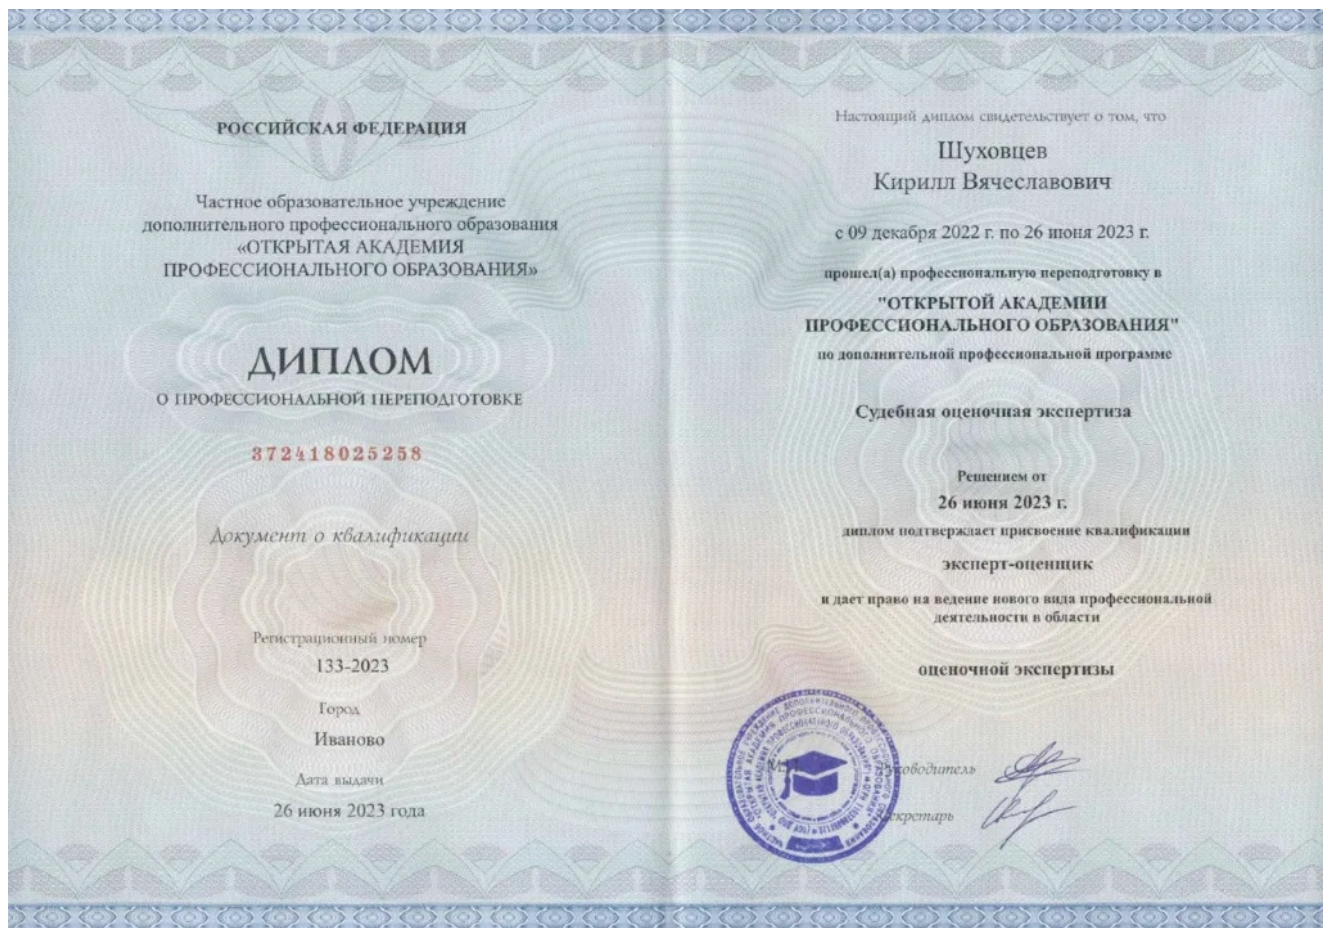 РОССИЙСКАЯ ФЕДЕРАЦИЯ
Частное образовательное учреждение
дополнительного профессионального образования
«ОТКРЫТАЯ АКАДЕМИЯ
ПРОФЕССИОНАЛЬНОГО ОБРАЗОВАНИЯ»
ДИПЛОМ
О ПРОФЕССИОНАЛЬНОЙ ПЕРЕПОДГОТОВКЕ
372418025258
Документ о квалификации
Регистрационный номер
133-2023
Город
Иваново
Дата выдачи
26 июня 2023 года
Настоящий диплом свидетельствует о том, что
Шуховцев
Кирилл Вячеславович
с 09 декабря 2022 г. по 26 июня 2023 г.
прошел(а) профессиональную переподготовку в
"ОТКРЫТОЙ АКАДЕМИИ
ПРОФЕССИОНАЛЬНОГО ОБРАЗОВАНИЯ"
по дополнительной профессиональной программе
Судебная оценочная экспертиза
Решением от
26 июня 2023 г.
диплом подтверждает присвоение квалификации
эксперт-оценщик
и дает право на ведение нового вида профессиональной
деятельности в области
оценочной экспертизы
Руководитель
Секретарь